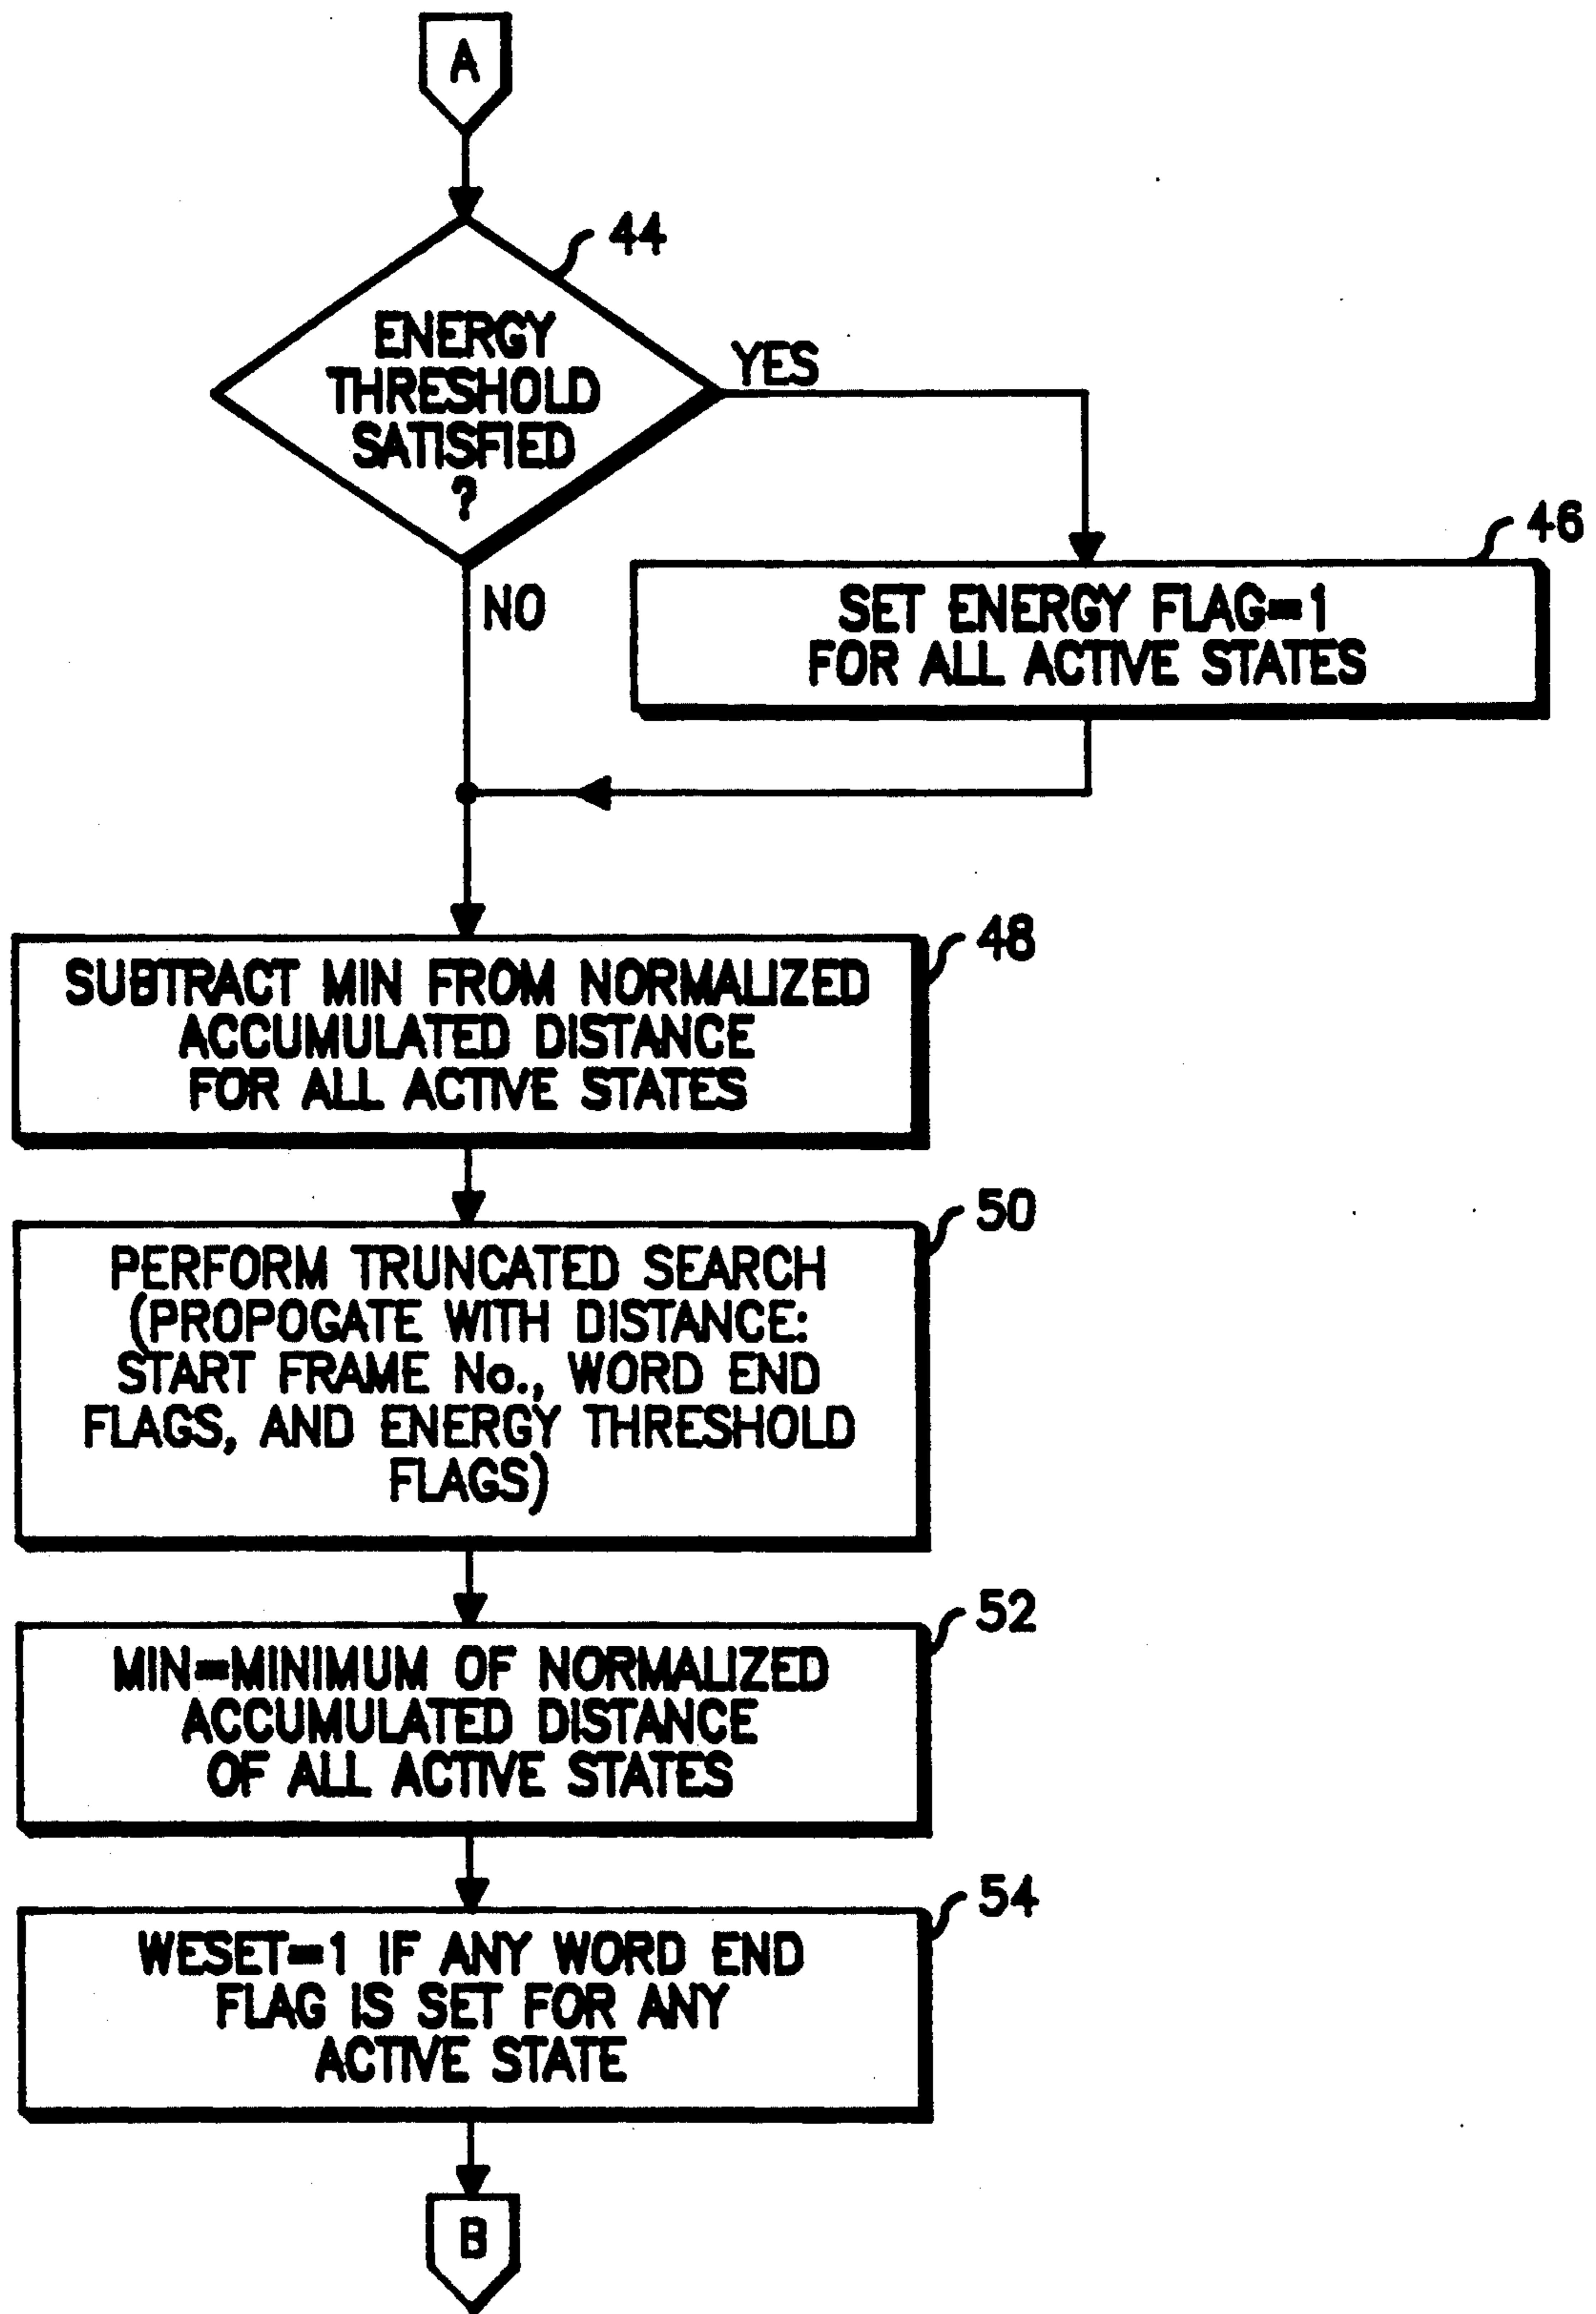 A
44
ENERGY
THRESHOLD
SATISFIED
?
YES
NO
46
SET ENERGY FLAG=1
FOR ALL ACTIVE STATES
48
SUBTRACT MIN FROM NORMALIZED
ACCUMULATED DISTANCE
FOR ALL ACTIVE STATES
50
PERFORM TRUNCATED SEARCH
(PROPOGATE WITH DISTANCE:
START FRAME No., WORD END
FLAGS, AND ENERGY THRESHOLD
FLAGS)
52
MIN=MINIMUM OF NORMALIZED
ACCUMULATED DISTANCE
OF ALL ACTIVE STATES
54
WESET=1 IF ANY WORD END
FLAG IS SET FOR ANY
ACTIVE STATE
B